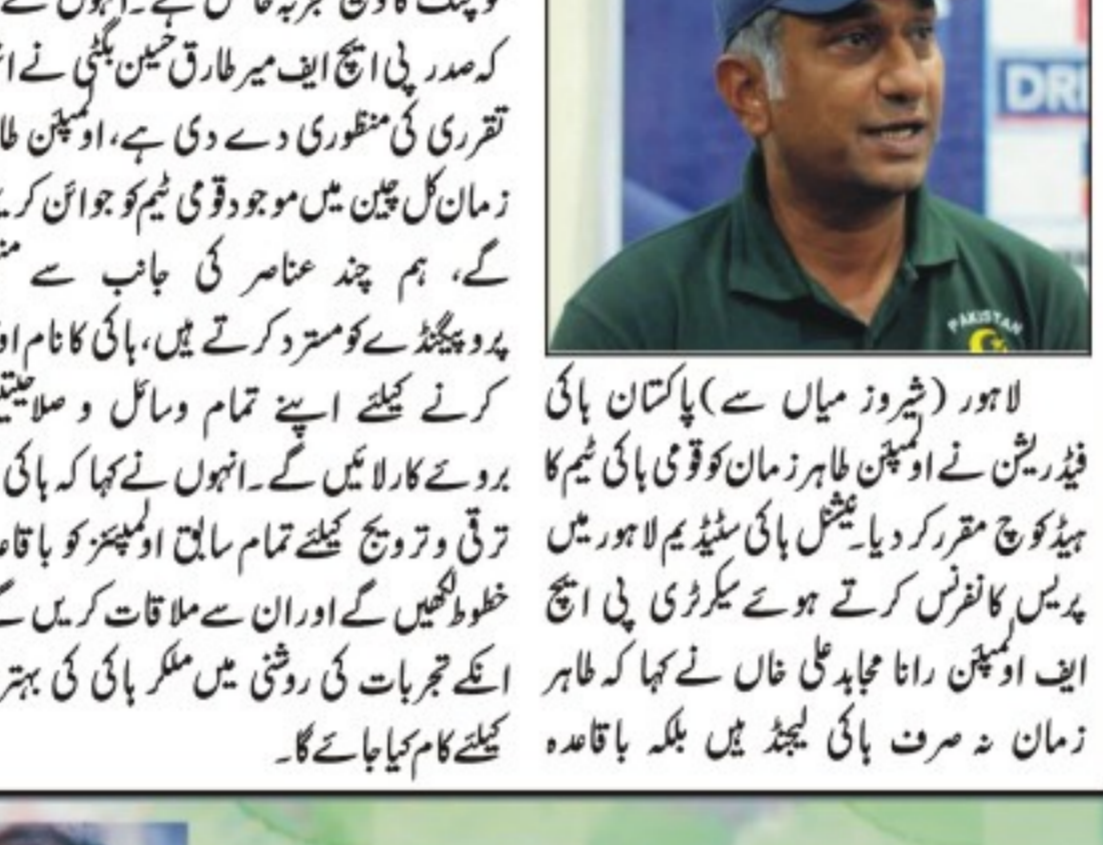 DRI
PAKISTAN
لاہور (شیروز میاں سے) پاکستان ہاکی
فیڈریشن نے اولمپئن طاہر زمان کو قومی ہاکی ٹیم کا
ہیڈ کوچ مقرر کر دیا۔ نیشنل ہاکی سٹیڈیم لاہور میں
پریس کانفرنس کرتے ہوئے سیکرٹری پی ایچ
ایف اولمپئن رانا مجاہد علی خاں نے کہا کہ طاہر
زمان نہ صرف ہاکی لیجنڈ ہیں بلکہ باقاعدہ
کہ صدر پی ایچ ایف میر طارق حسین بگٹی نے
تقرری کی منظوری دے دی ہے، اولمپئن
زمان کل چین میں موجود قومی ٹیم کو جوائن
گے، ہم چند عناصر کی جانب سے
پروپیگنڈے کو مسترد کرتے ہیں، ہاکی کا نام
کرنے کیلئے اپنے تمام وسائل و
بروئے کار لائیں گے۔ انہوں نے کہا کہ ہاکی
ترقی و ترویج کیلئے تمام سابق اولمپئنز کو
خطوط لکھیں گے اور ان سے ملاقات کریں
انکے تجربات کی روشنی میں ملکر ہاکی کی
کیلئے کام کیا جائے گا۔